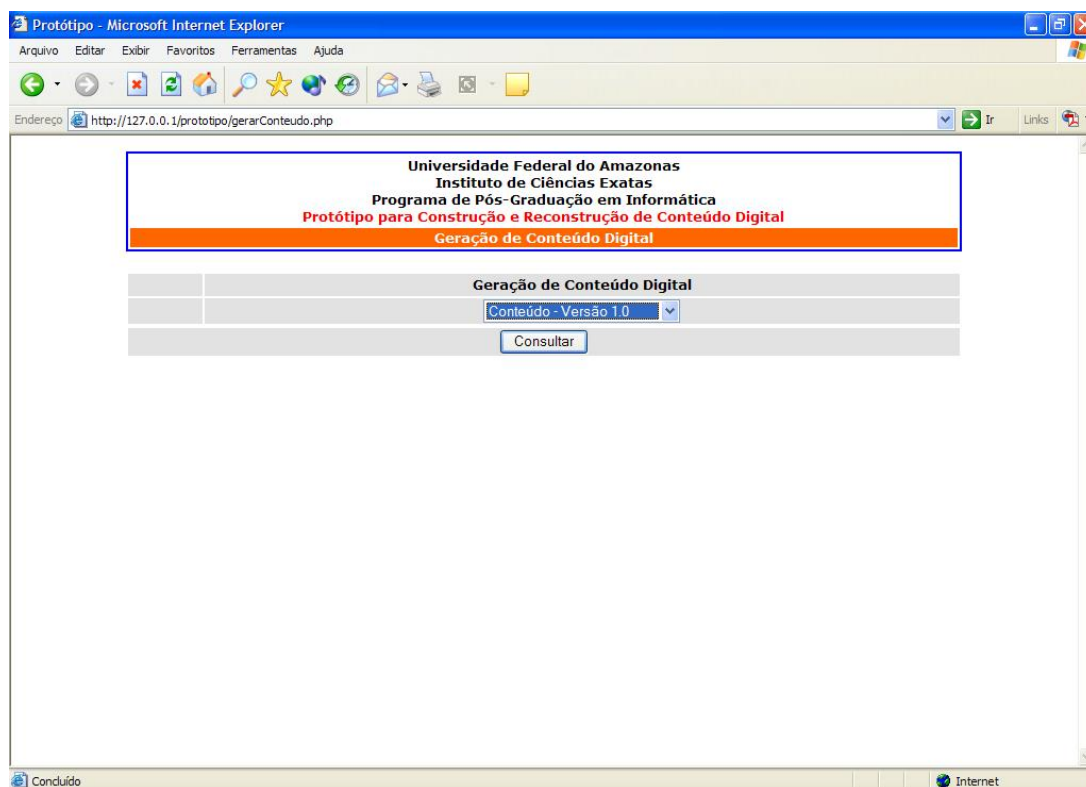 Protótipo - Microsoft Internet Explorer
Arquivo Editar Exibir Favoritos Ferramentas Ajuda
Endereço http://127.0.0.1/prototipo/gerarConteudo.php Ir Links
Universidade Federal do Amazonas
Instituto de Ciências Exatas
Programa de Pós-Graduação em Informática
Protótipo para Construção e Reconstrução de Conteúdo Digital
Geração de Conteúdo Digital
Geração de Conteúdo Digital
Conteúdo - Versão 1.0
Consultar
Concluído Internet